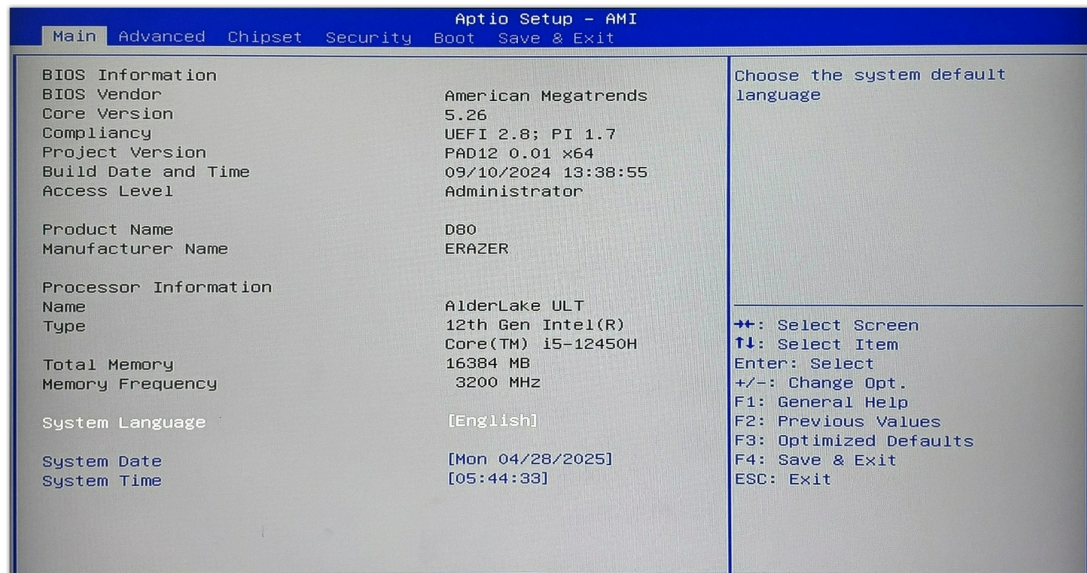 Aptio Setup – AMI
Main Advanced Chipset Security Boot Save & Exit
BIOS Information
BIOS Vendor American Megatrends
Core Version 5.26
Compliancy UEFI 2.8; PI 1.7
Project Version PAD12 0.01 x64
Build Date and Time 09/10/2024 13:38:55
Access Level Administrator
Product Name D80
Manufacturer Name ERAZER
Processor Information
Name AlderLake ULT
Type 12th Gen Intel(R)
Core(TM) i5-12450H
Total Memory 16384 MB
Memory Frequency 3200 MHz
System Language [English]
System Date [Mon 04/28/2025]
System Time [05:44:33]
Choose the system default
language
→←: Select Screen
↑↓: Select Item
Enter: Select
+/-: Change Opt.
F1: General Help
F2: Previous Values
F3: Optimized Defaults
F4: Save & Exit
ESC: Exit